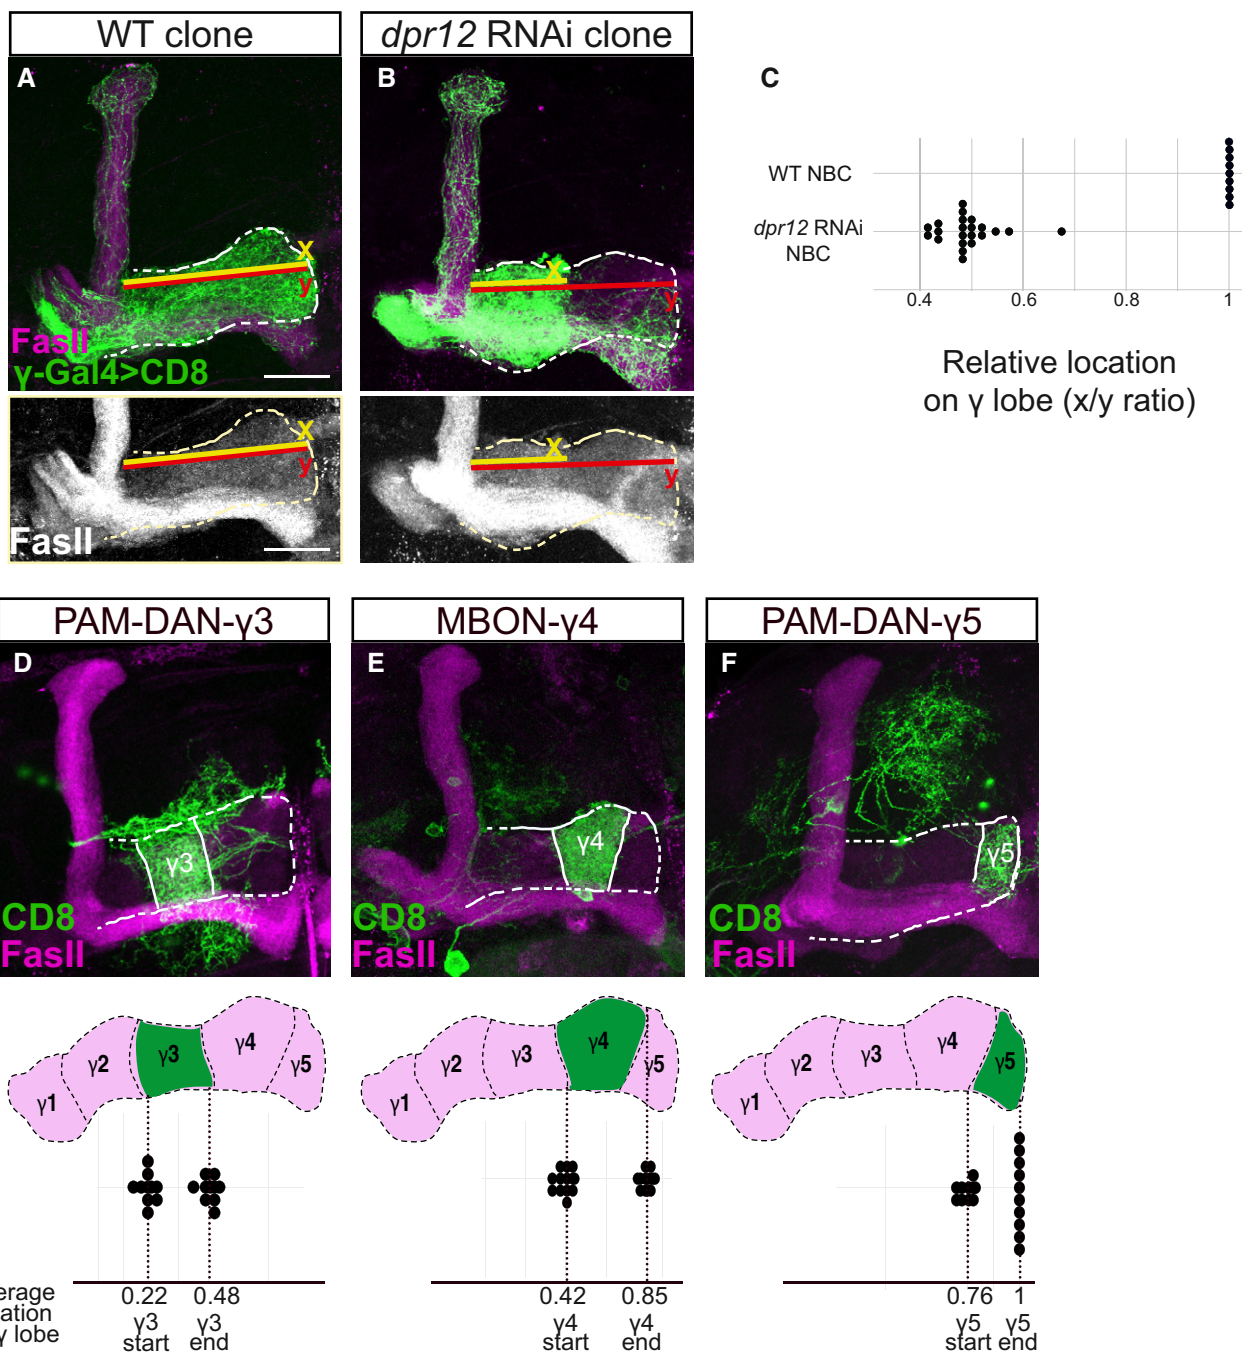 WT clone
dpr12 RNAi clone
A
B
C
X
y
X
y
FasII
γ-Gal4>CD8
X
y
X
y
FasII
WT NBC
dpr12 RNAi
NBC
0.4
0.6
0.8
1
Relative location
on γ lobe (x/y ratio)
PAM-DAN-γ3
MBON-γ4
PAM-DAN-γ5
D
E
F
γ3
γ4
γ5
CD8
FasII
CD8
FasII
CD8
FasII
γ1
γ2
γ3
γ4
γ5
γ1
γ2
γ3
γ4
γ5
γ1
γ2
γ3
γ4
γ5
erage
ation
γ lobe
0.22
0.48
γ3
start
γ3
end
0.42
0.85
γ4
start
γ4
end
0.76
1
γ5
start
γ5
end